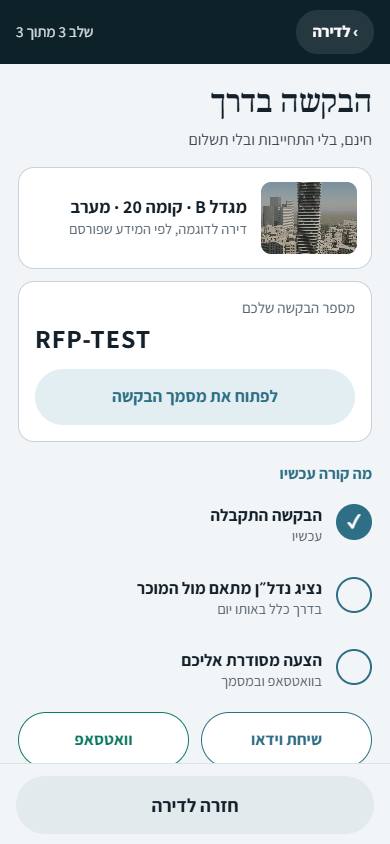 ‹ לדירה
שלב 3 מתוך 3
הבקשה בדרך
חינם, בלי התחייבות ובלי תשלום
מגדל B · קומה 20 · מערב
דירה לדוגמה, לפי המידע שפורסם
מספר הבקשה שלכם
RFP-TEST
לפתוח את מסמך הבקשה
מה קורה עכשיו
הבקשה התקבלה
עכשיו
נציג נדל״ן מתאם מול המוכר
בדרך כלל באותו יום
הצעה מסודרת אליכם
בוואטסאפ ובמסמך
שיחת וידאו
וואטסאפ
חזרה לדירה